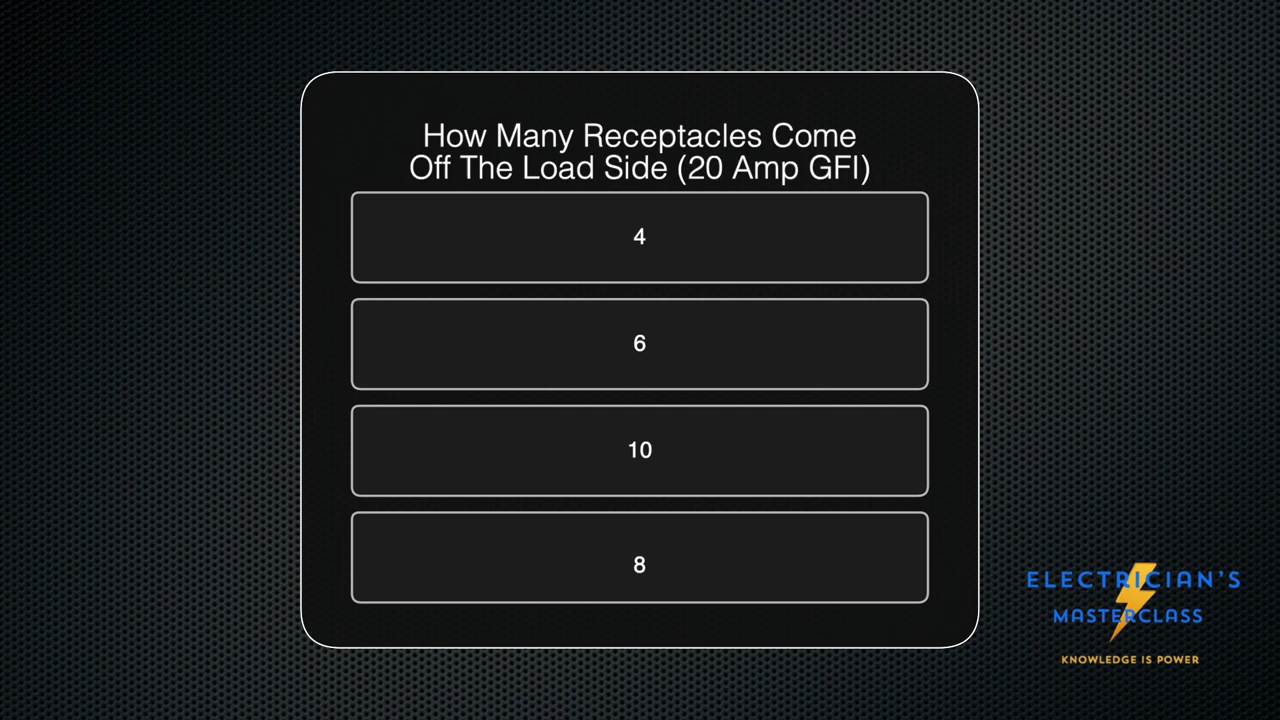 How Many Receptacles Come
Off The Load Side (20 Amp GFI)
4
6
10
8
ELECTRICIAN'S
MASTERCLASS
KNOWLEDGE IS POWER